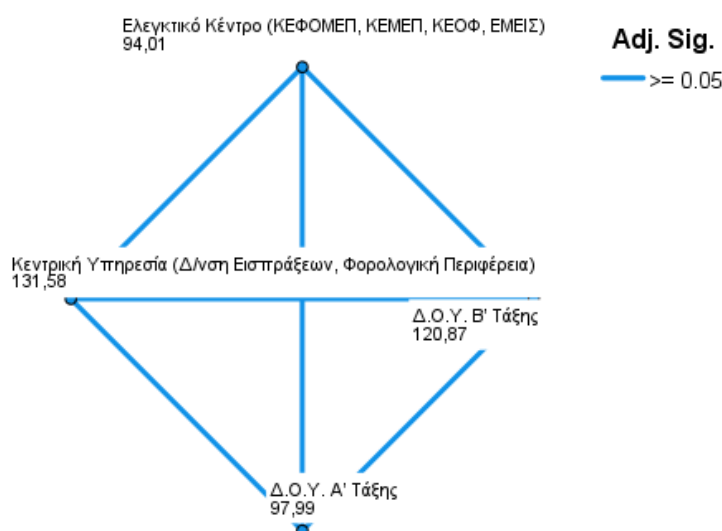 Ελεγκτικό Κέντρο (ΚΕΦΟΜΕΠ, ΚΕΜΕΠ, ΚΕΟΦ, ΕΜΕΙΣ)
94,01
Adj. Sig.
>= 0.05
Κεντρική Υπηρεσία (Δ/νση Εισπράξεων, Φορολογική Περιφέρεια)
131,58
Δ.Ο.Υ. Β' Τάξης
120,87
Δ.Ο.Υ. Α' Τάξης
97,99